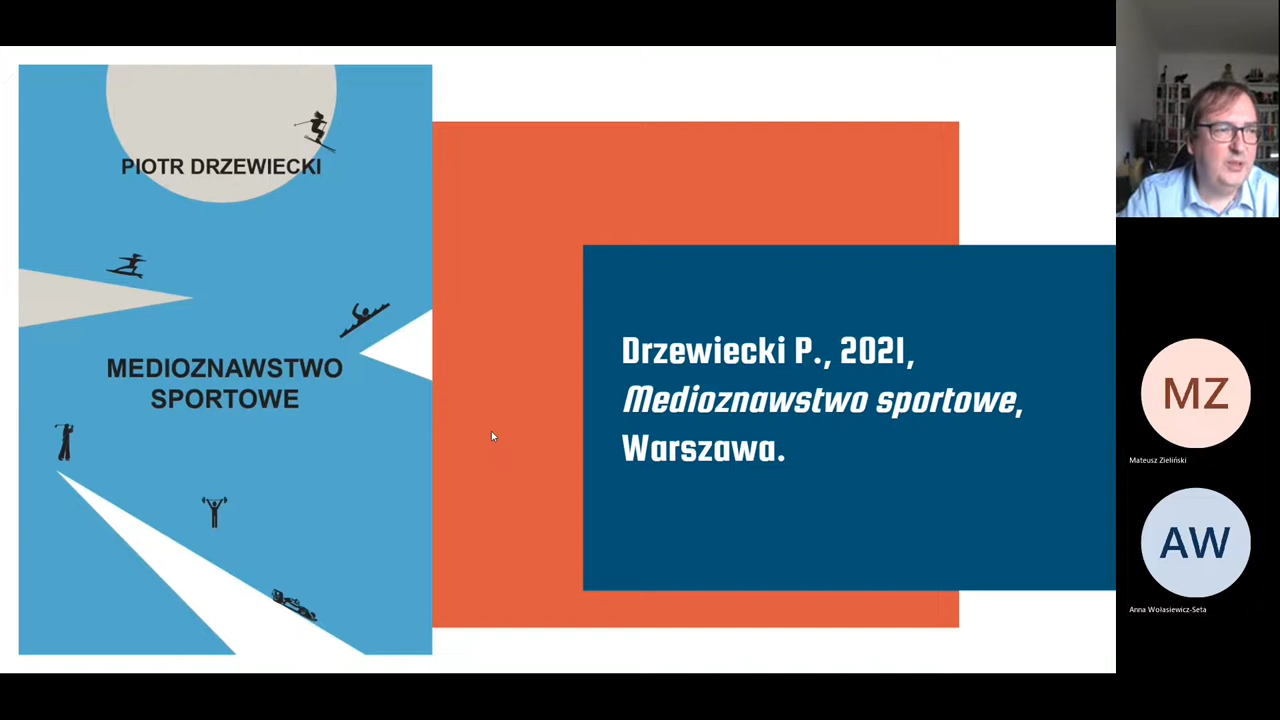 PIOTR DRZEWIECKI
MEDIOZNAWSTWO
SPORTOWE
Drzewiecki P., 2021,
Medioznawstwo sportowe,
Warszawa.
MZ
Mateusz Zieliński
AW
Anna Wołasiewicz-Seta